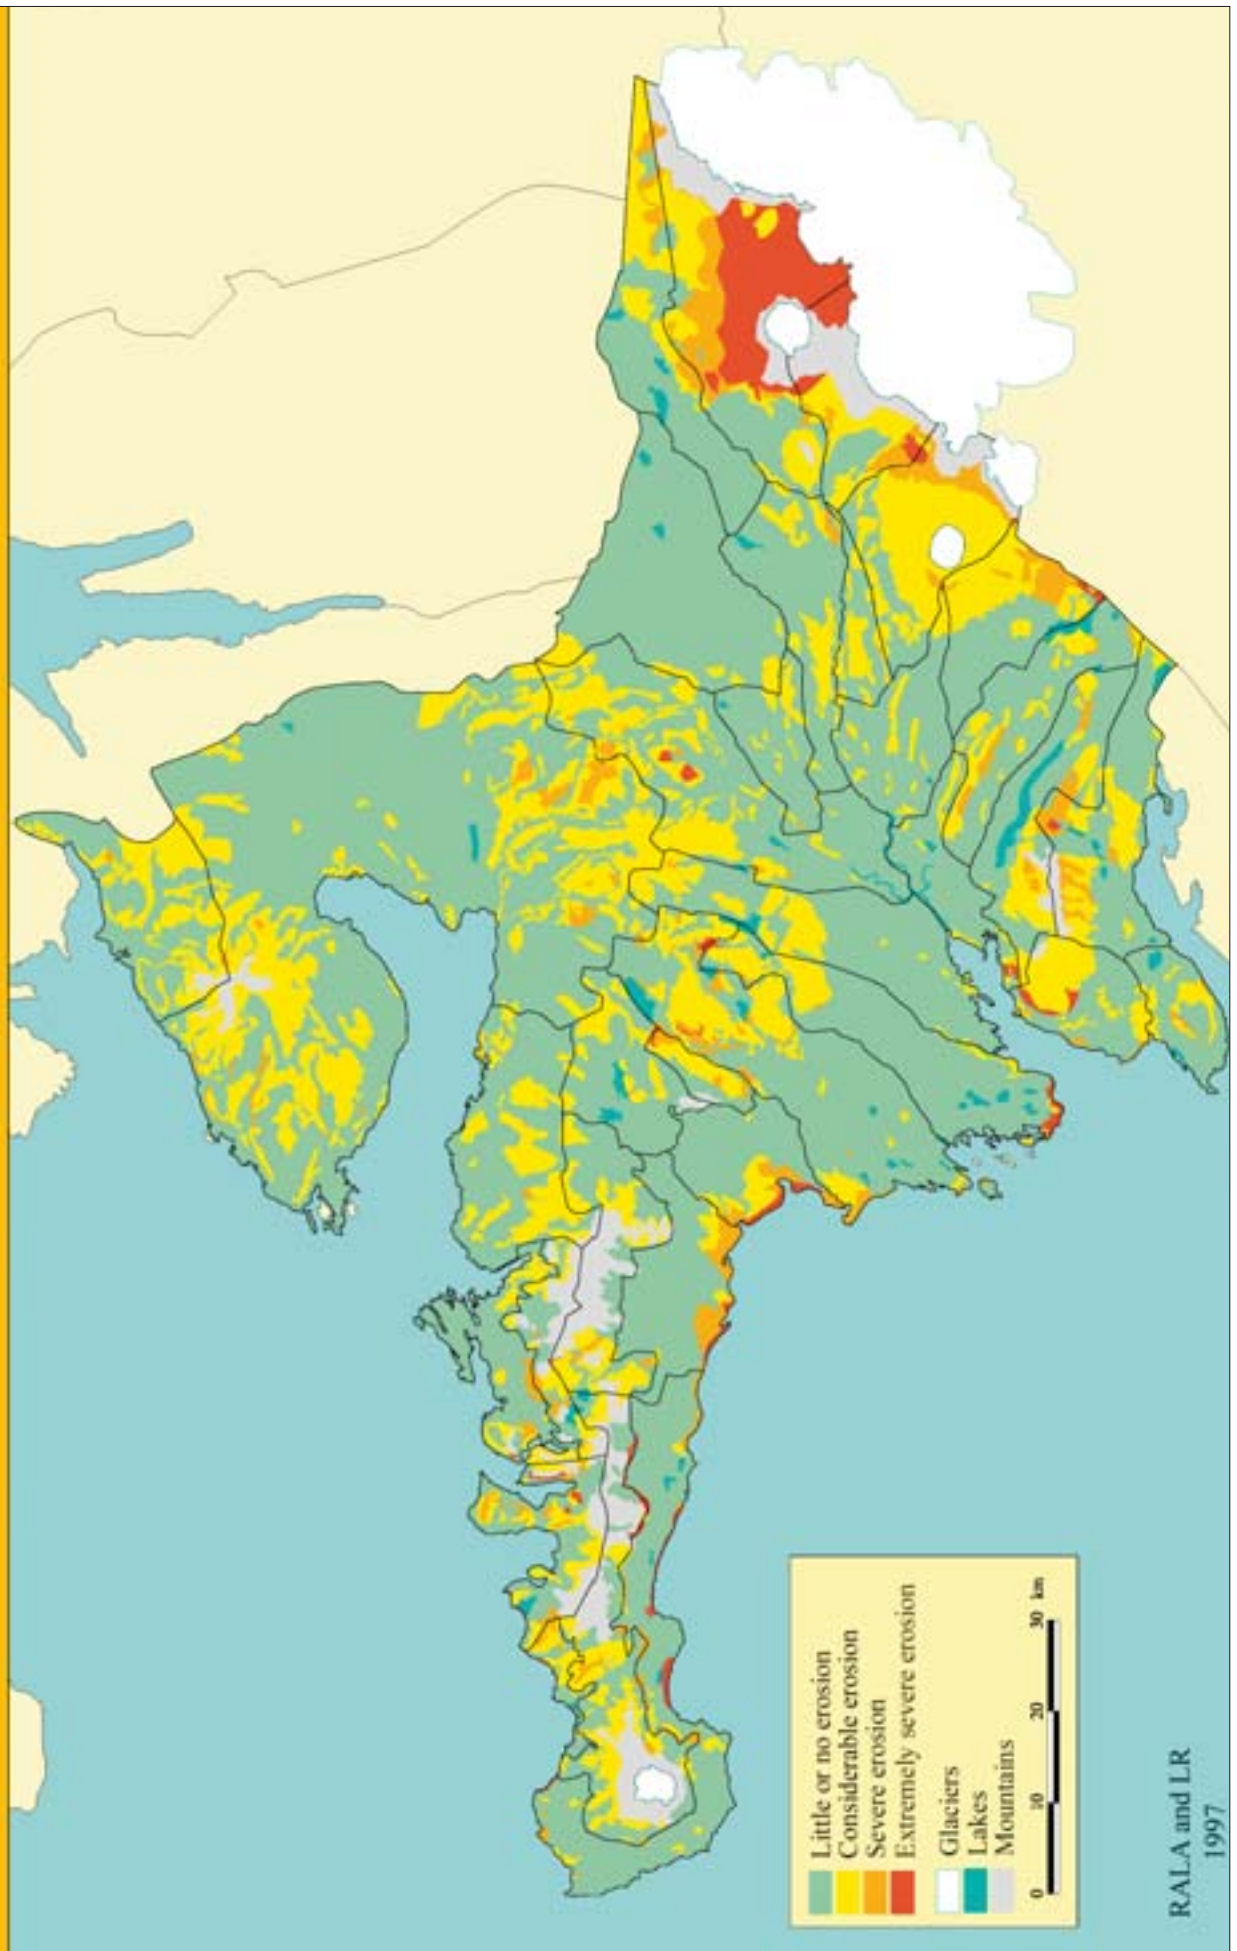 Little or no erosion
Considerable erosion
Severe erosion
Extremely severe erosion
Glaciers
Lakes
Mountains
0 10 20 30 km
RALA and LR
1997